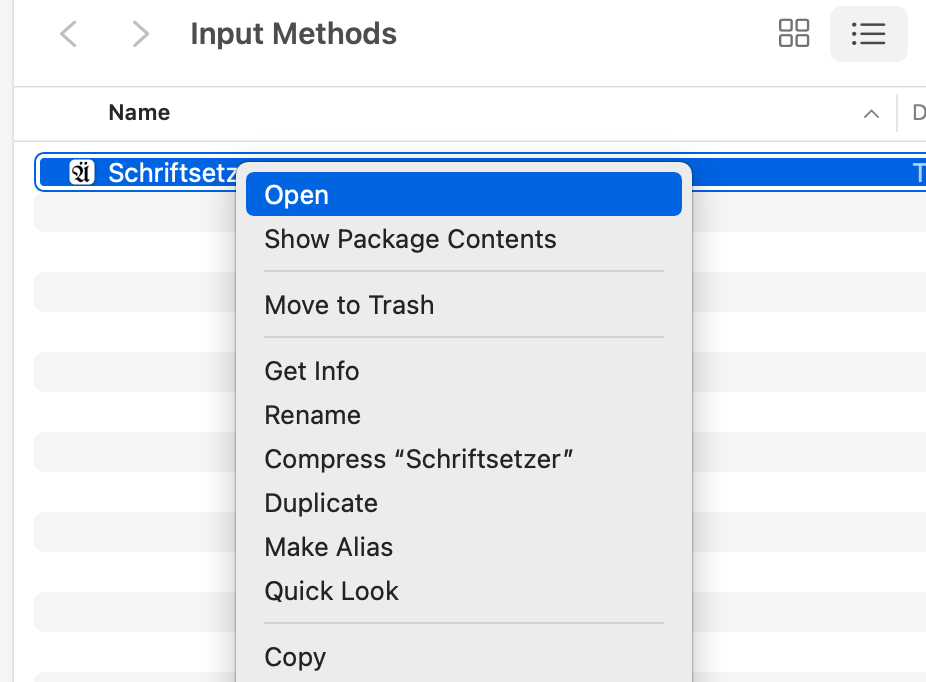 Input Methods
Name
Schriftsetz
Open
Show Package Contents
Move to Trash
Get Info
Rename
Compress “Schriftsetzer”
Duplicate
Make Alias
Quick Look
Copy